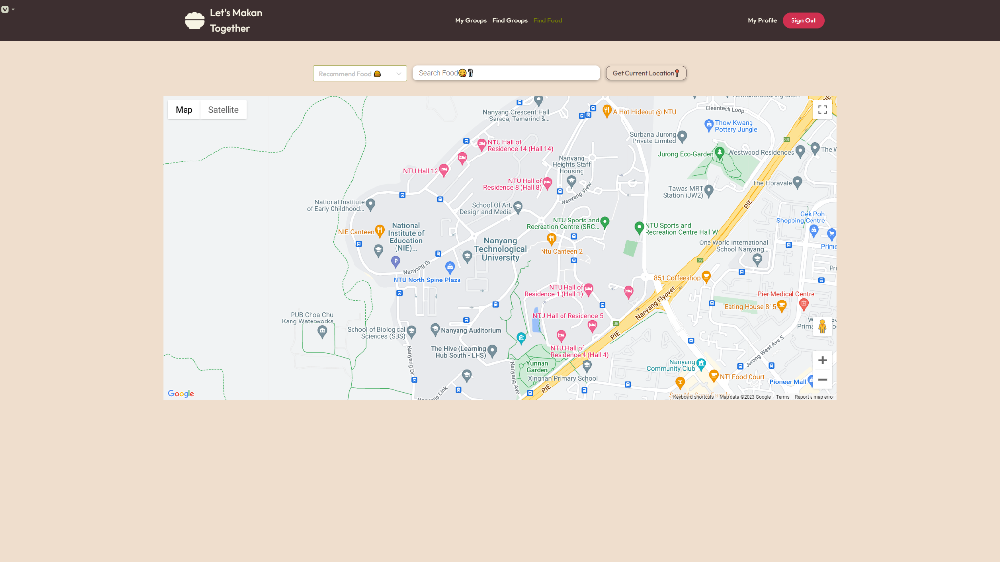 Let's Makan
Together
My Groups
Find Groups
Find Food
My Profile
Sign Out
Recommend Food 🍔
Search Food😋🍴
Get Current Location📍
Map
Satellite
Nanyang Crescent Hall
- Saraca, Tamarind &...
A Hot Hideout @ NTU
Remanufacturing and...
Cleantech Loop
PIE
Thow Kwang
Pottery Jungle
Surbana Jurong
Private Limited
36
NTU Hall of
Residence 14 (Hall 14)
Jurong Eco-Garden
Westwood Residences
The W
NTU Hall 12
Nanyang
Heights Staff
Housing
NTU Hall of
Residence 8 (Hall 8)
Nanyang View
Tawas MRT
Station (JW2)
The Floravale
PIE
National Institute
of Early Childhood...
School Of Art,
Design and Media
NTU Sports and
Recreation Centre (SRC...
NTU Sports and
Recreation Centre Hall W
Gek Poh
Shopping Centre
NIE Canteen
National
Institute of
Education
(NIE)...
Nanyang
Technological
University
Ntu Canteen 2
One World International
School Nanyang...
Prime
38
Nanyang Dr
NTU North Spine Plaza
851 Coffeeshop
Pri
NTU Hall of
Residence 1 (Hall 1)
Nanyang Flyover
Pier Medical Centre
Eating House 815
PUB Choa Chu
Kang Waterworks
NTU Hall of Residence 5
38
PIE
School of Biological
Sciences (SBS)
Nanyang Auditorium
The Hive (Learning
Hub South - LHS)
NTU Hall of
Residence 4 (Hall 4)
Nanyang Dr
Nanyang Ave
Yunnan
Garden
Xingnan Primary School
Nanyang
Community Club
Jurong West Ave 5
NTI Food Court
Pioneer Mall
PIE
Nanyang Link
Sing My Song Family
Google
Keyboard shortcuts
Map data ©2023 Google
Terms
Report a map error